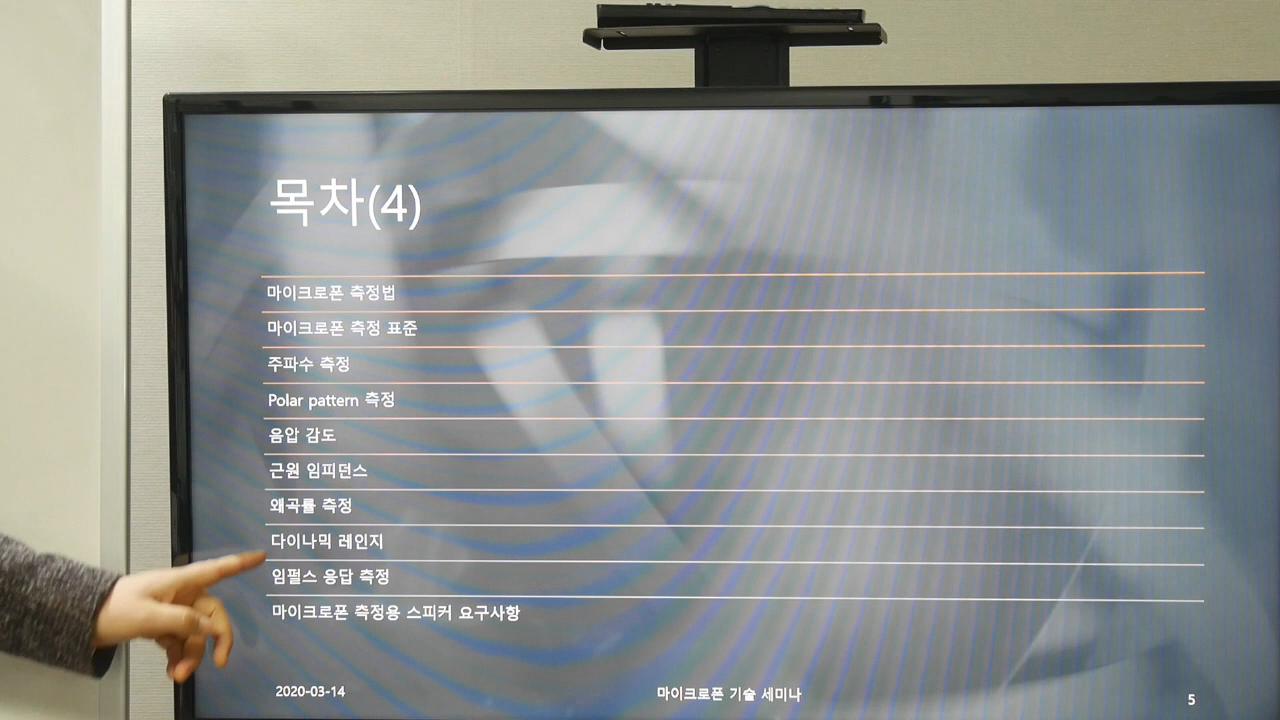 목차(4)
마이크로폰 측정법
마이크로폰 측정 표준
주파수 측정
Polar pattern 측정
음압 감도
근원 임피던스
왜곡률 측정
다이나믹 레인지
임펄스 응답 측정
마이크로폰 측정용 스피커 요구사항
2020-03-14
마이크로폰 기술 세미나
5